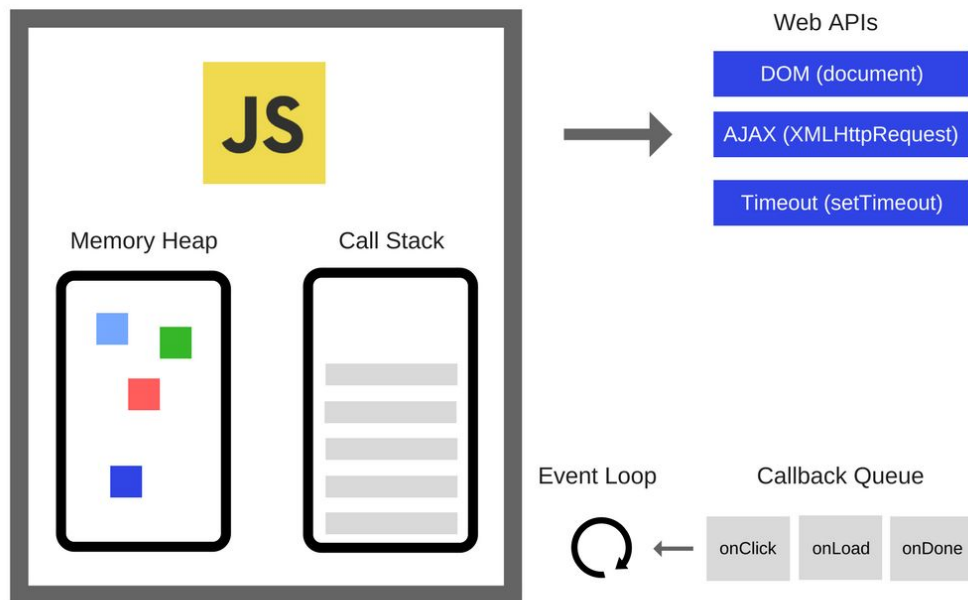 Web APIs
DOM (document)
JS
AJAX (XMLHttpRequest)
Timeout (setTimeout)
Memory Heap
Call Stack
Event Loop
Callback Queue
onClick
onLoad
onDone